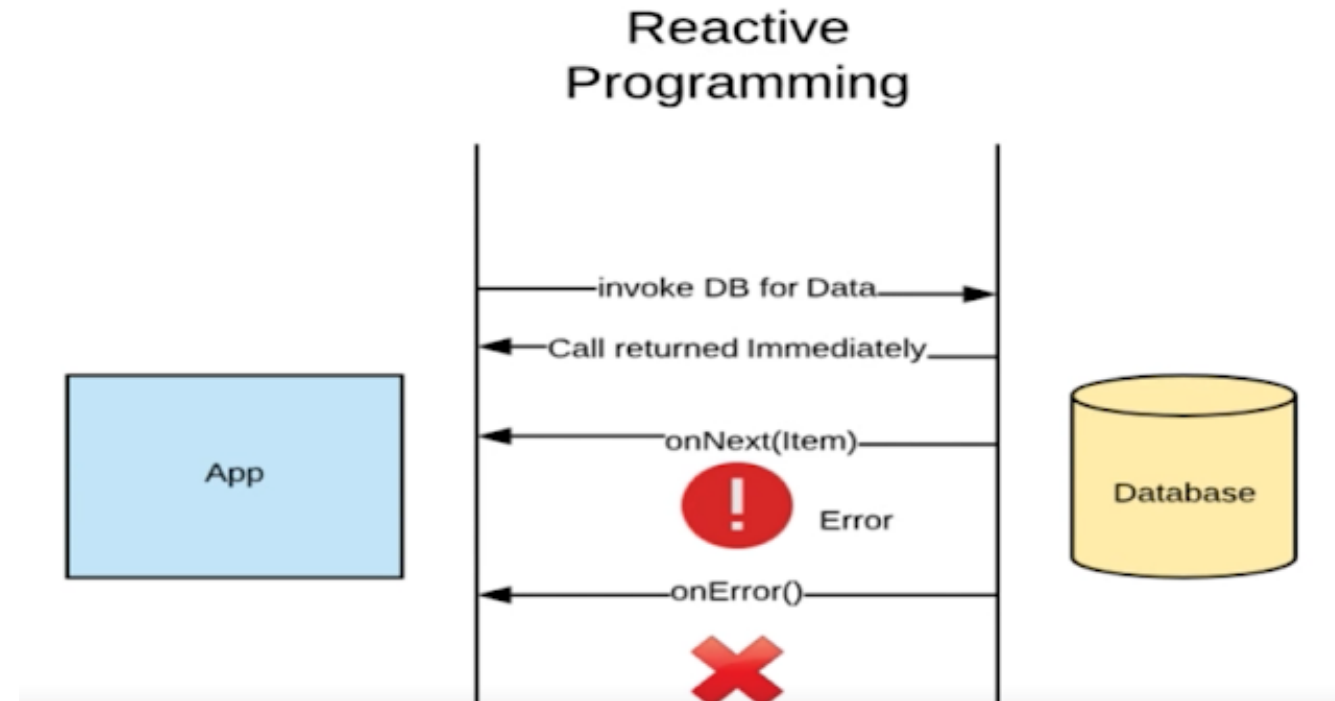 Reactive
Programming
invoke DB for Data
Call returned Immediately
onNext(Item)
App
Database
!
Error
onError()